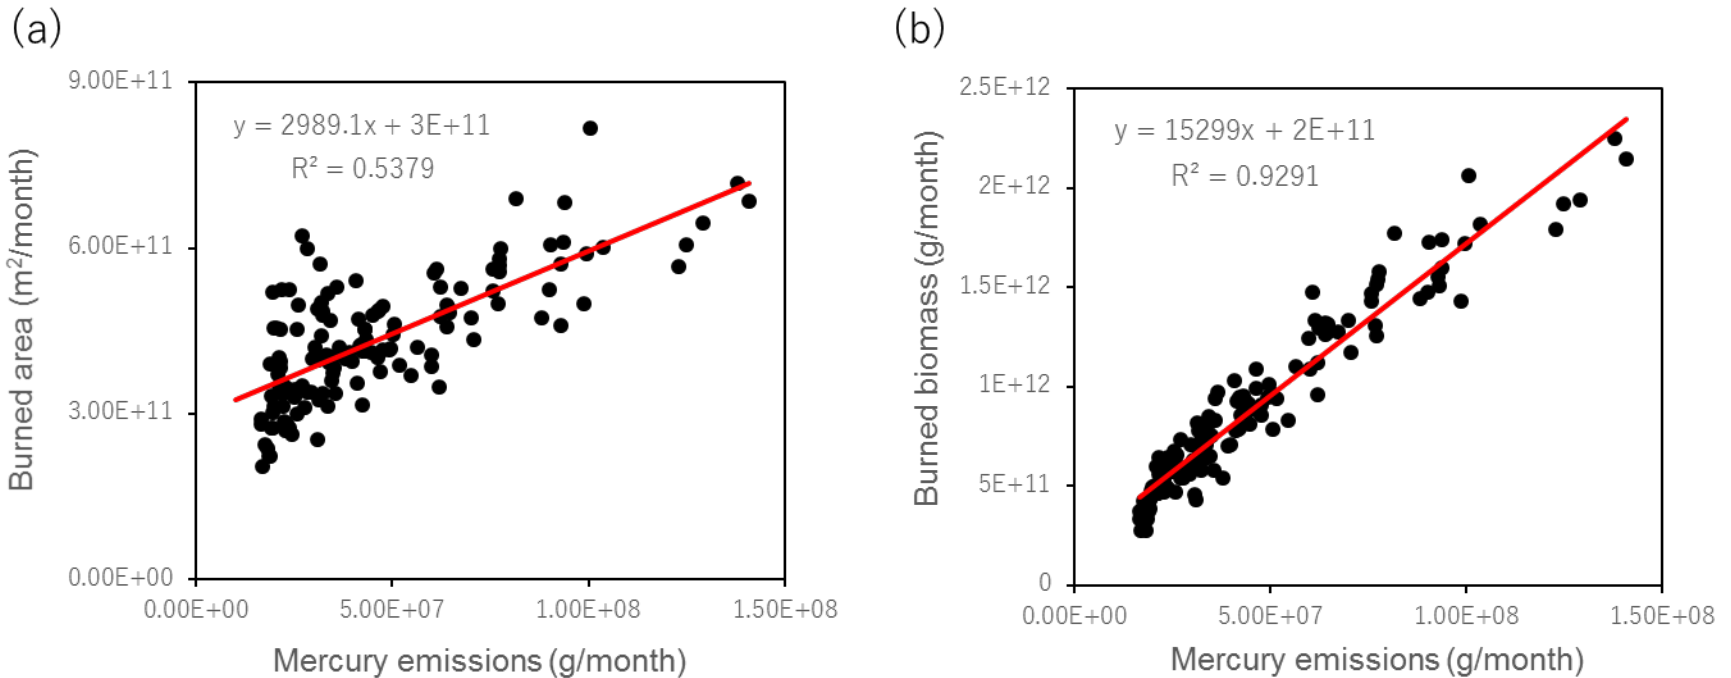 (a)
9.00E+11
6.00E+11
3.00E+11
0.00E+00
Burned area (m²/month)
y = 2989.1x + 3E+11
R² = 0.5379
0.00E+00 5.00E+07 1.00E+08 1.50E+08
Mercury emissions (g/month)
(b)
2.5E+12
2E+12
1.5E+12
1E+12
5E+11
0
Burned biomass (g/month)
y = 15299x + 2E+11
R² = 0.9291
0.00E+00 5.00E+07 1.00E+08 1.50E+08
Mercury emissions (g/month)